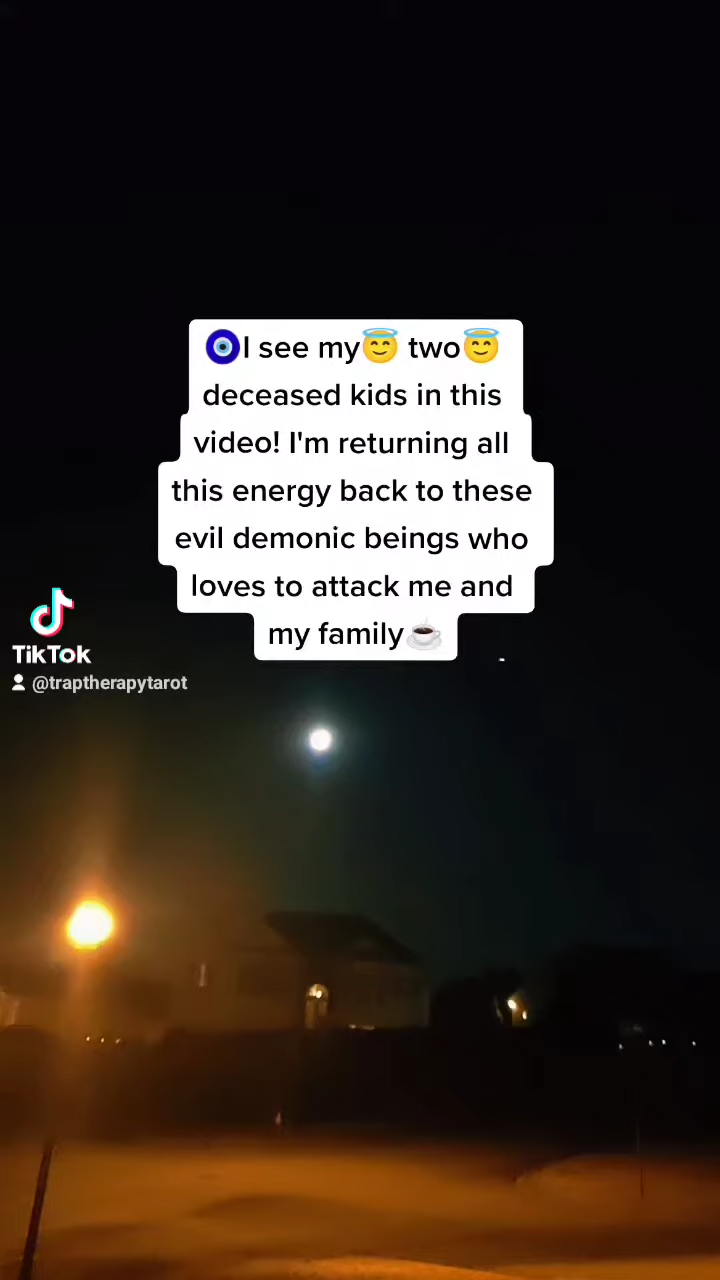 🧿I see my😇 two😇
deceased kids in this
video! I'm returning all
this energy back to these
evil demonic beings who
loves to attack me and
my family☕
TikTok
@traptherapytarot